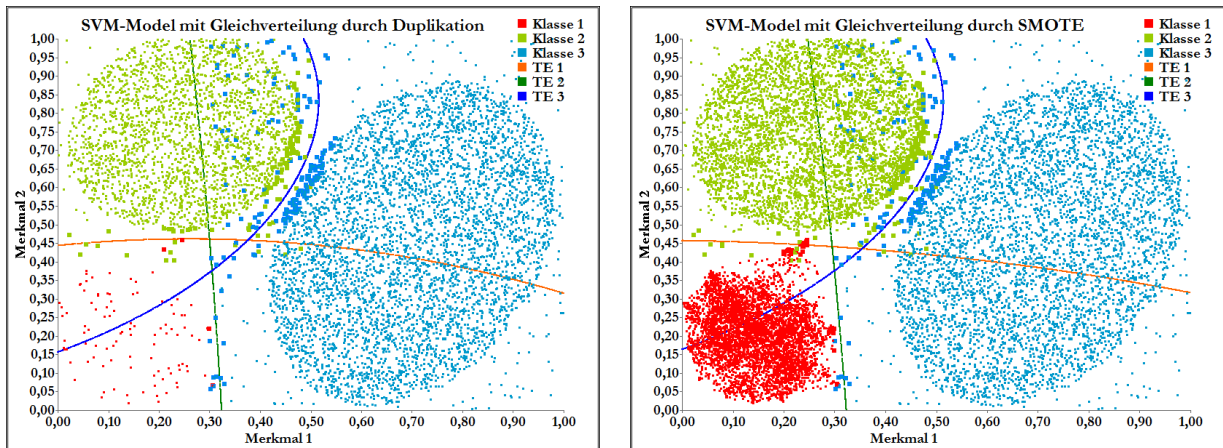 SVM-Model mit Gleichverteilung durch Duplikation
Klasse 1
Klasse 2
Klasse 3
TE 1
TE 2
TE 3
Merkmal 2
1,00
0,95
0,90
0,85
0,80
0,75
0,70
0,65
0,60
0,55
0,50
0,45
0,40
0,35
0,30
0,25
0,20
0,15
0,10
0,05
0,00
0,00 0,10 0,20 0,30 0,40 0,50 0,60 0,70 0,80 0,90 1,00
Merkmal 1
SVM-Model mit Gleichverteilung durch SMOTE
Klasse 1
Klasse 2
Klasse 3
TE 1
TE 2
TE 3
Merkmal 2
1,00
0,95
0,90
0,85
0,80
0,75
0,70
0,65
0,60
0,55
0,50
0,45
0,40
0,35
0,30
0,25
0,20
0,15
0,10
0,05
0,00
0,00 0,10 0,20 0,30 0,40 0,50 0,60 0,70 0,80 0,90 1,00
Merkmal 1